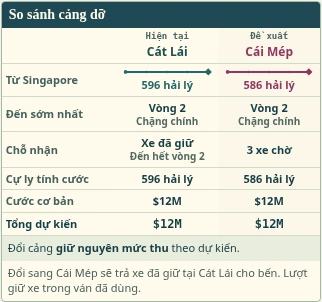 So sánh cảng dỡ
Hiện tại Đề xuất
Cát Lái Cái Mép
Từ Singapore 596 hải lý 586 hải lý
Đến sớm nhất Vòng 2 Vòng 2
Chặng chính Chặng chính
Chỗ nhận Xe đã giữ 3 xe chờ
Đến hết vòng 2
Cự ly tính cước 596 hải lý 586 hải lý
Cước cơ bản $12M $12M
Tổng dự kiến $12M $12M
Đổi cảng giữ nguyên mức thu theo dự kiến.
Đổi sang Cái Mép sẽ trả xe đã giữ tại Cát Lái cho bến. Lượt
giữ xe trong ván đã dùng.